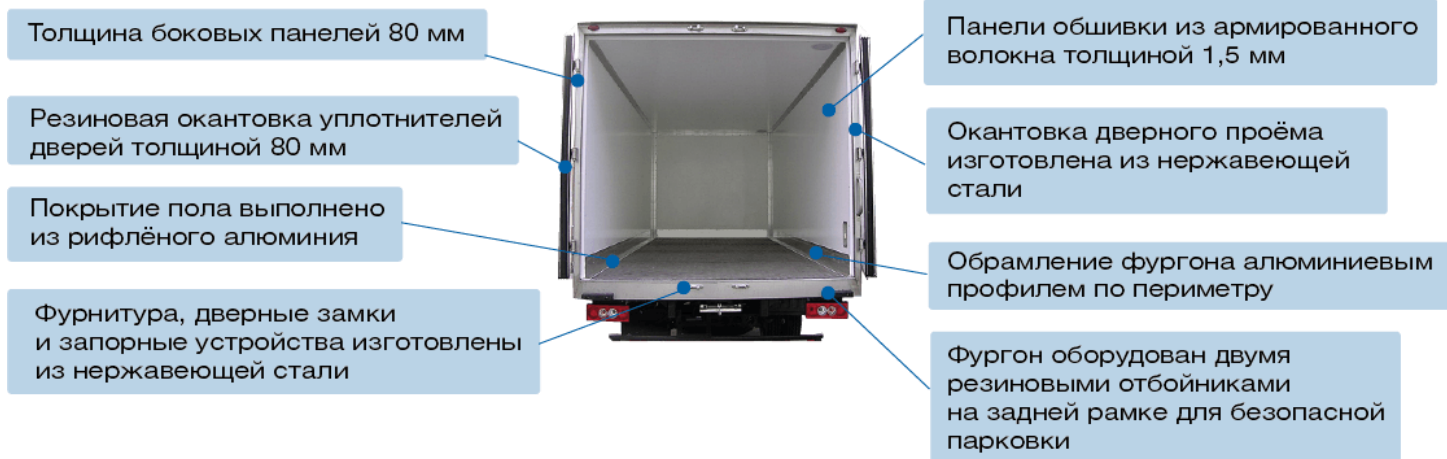 Толщина боковых панелей 80 мм
Резиновая окантовка уплотнителей
дверей толщиной 80 мм
Покрытие пола выполнено
из рифлёного алюминия
Фурнитура, дверные замки
и запорные устройства изготовлены
из нержавеющей стали
Панели обшивки из армированного
волокна толщиной 1,5 мм
Окантовка дверного проёма
изготовлена из нержавеющей
стали
Обрамление фургона алюминиевым
профилем по периметру
Фургон оборудован двумя
резиновыми отбойниками
на задней рамке для безопасной
парковки